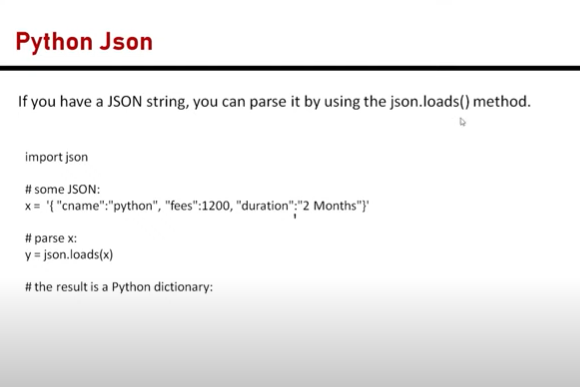 Python Json
If you have a JSON string, you can parse it by using the json.loads() method.
import json
# some JSON:
x = '{ "cname":"python", "fees":1200, "duration":"2 Months"}'
# parse x:
y = json.loads(x)
# the result is a Python dictionary: